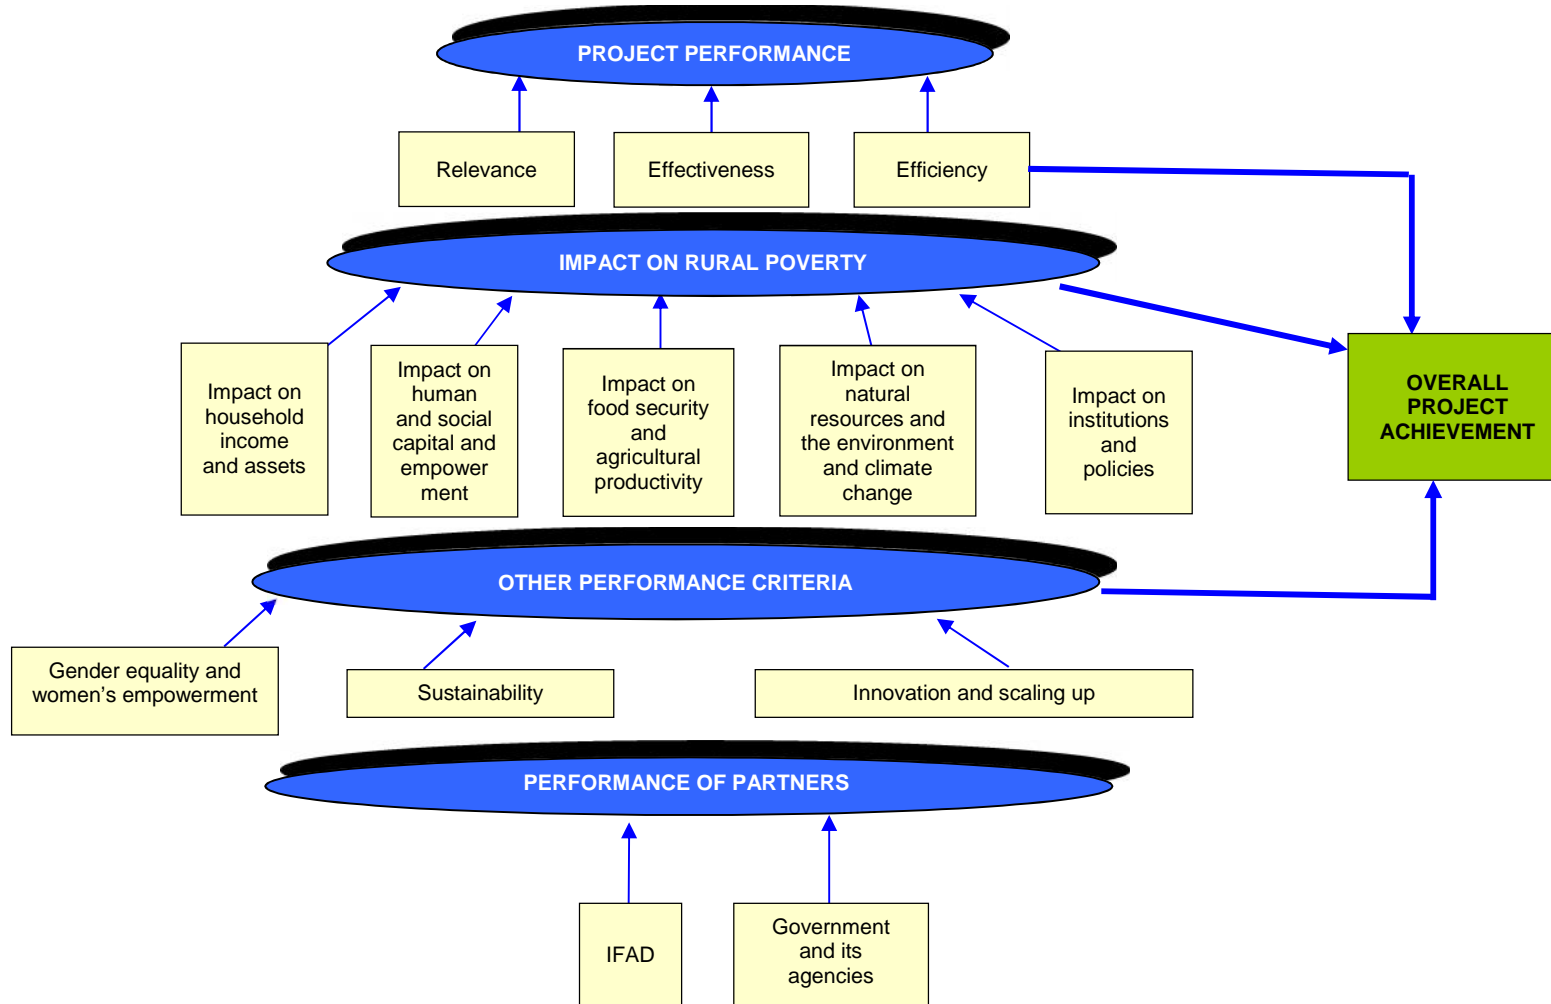 PROJECT PERFORMANCE
Relevance
Effectiveness
Efficiency
IMPACT ON RURAL POVERTY
Impact on
household
income
and assets
Impact on
human
and social
capital and
empower
ment
Impact on
food security
and
agricultural
productivity
Impact on
natural
resources and
the environment
and climate
change
Impact on
institutions
and
policies
OVERALL
PROJECT
ACHIEVEMENT
OTHER PERFORMANCE CRITERIA
Gender equality and
women’s empowerment
Sustainability
Innovation and scaling up
PERFORMANCE OF PARTNERS
IFAD
Government
and its
agencies